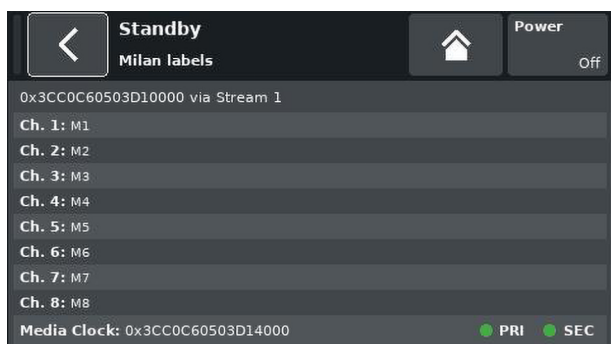 Standby
Milan labels
Power
Off
0x3CC0C60503D10000 via Stream 1
Ch. 1: M1
Ch. 2: M2
Ch. 3: M3
Ch. 4: M4
Ch. 5: M5
Ch. 6: M6
Ch. 7: M7
Ch. 8: M8
Media Clock: 0x3CC0C60503D14000 PRI SEC